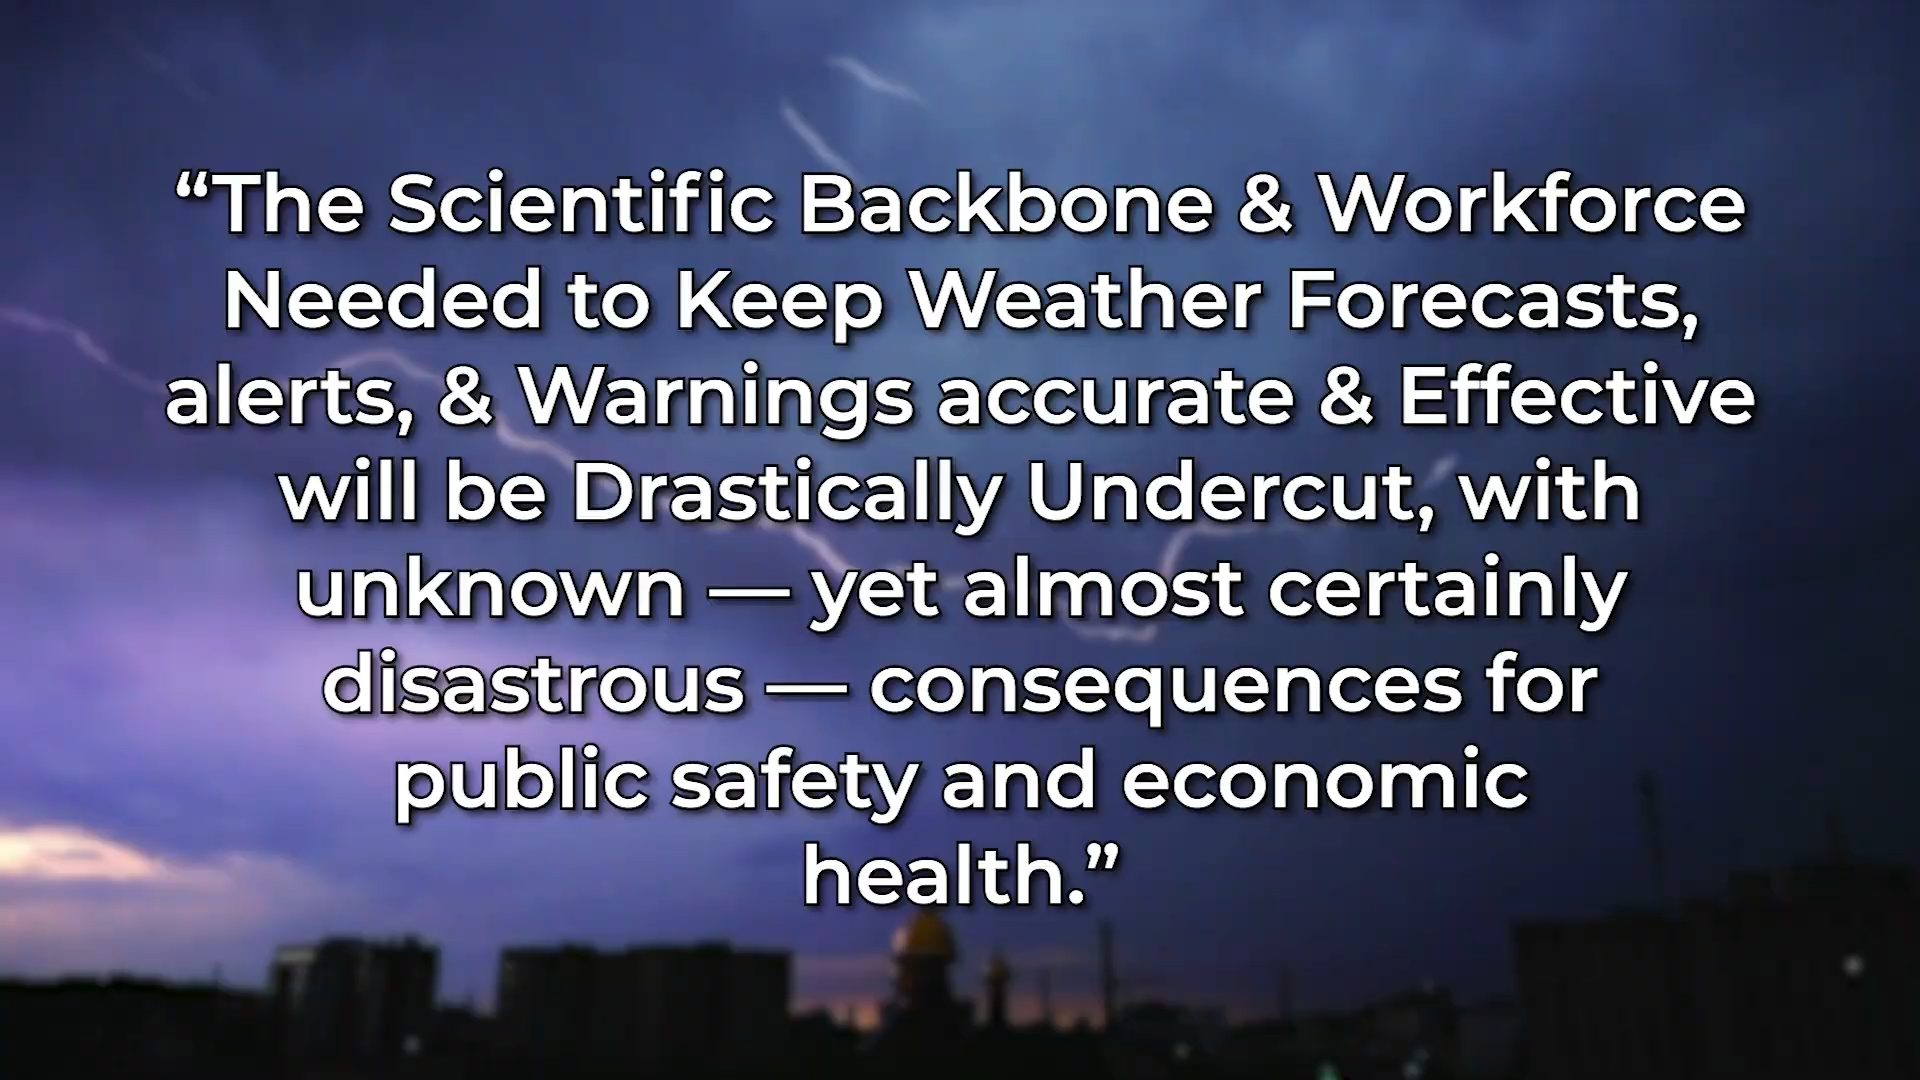 “The Scientific Backbone & Workforce
Needed to Keep Weather Forecasts,
alerts, & Warnings accurate & Effective
will be Drastically Undercut, with
unknown — yet almost certainly
disastrous — consequences for
public safety and economic
health.”